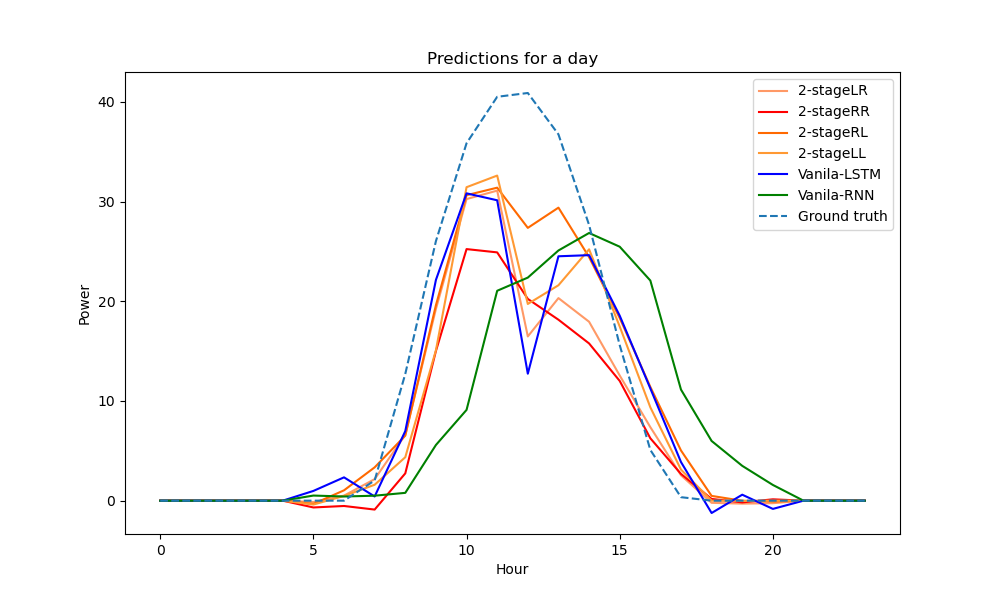 Predictions for a day
2-stageLR
2-stageRR
2-stageRL
2-stageLL
Vanila-LSTM
Vanila-RNN
Ground truth
Power
40
30
20
10
0
0 5 10 15 20
Hour